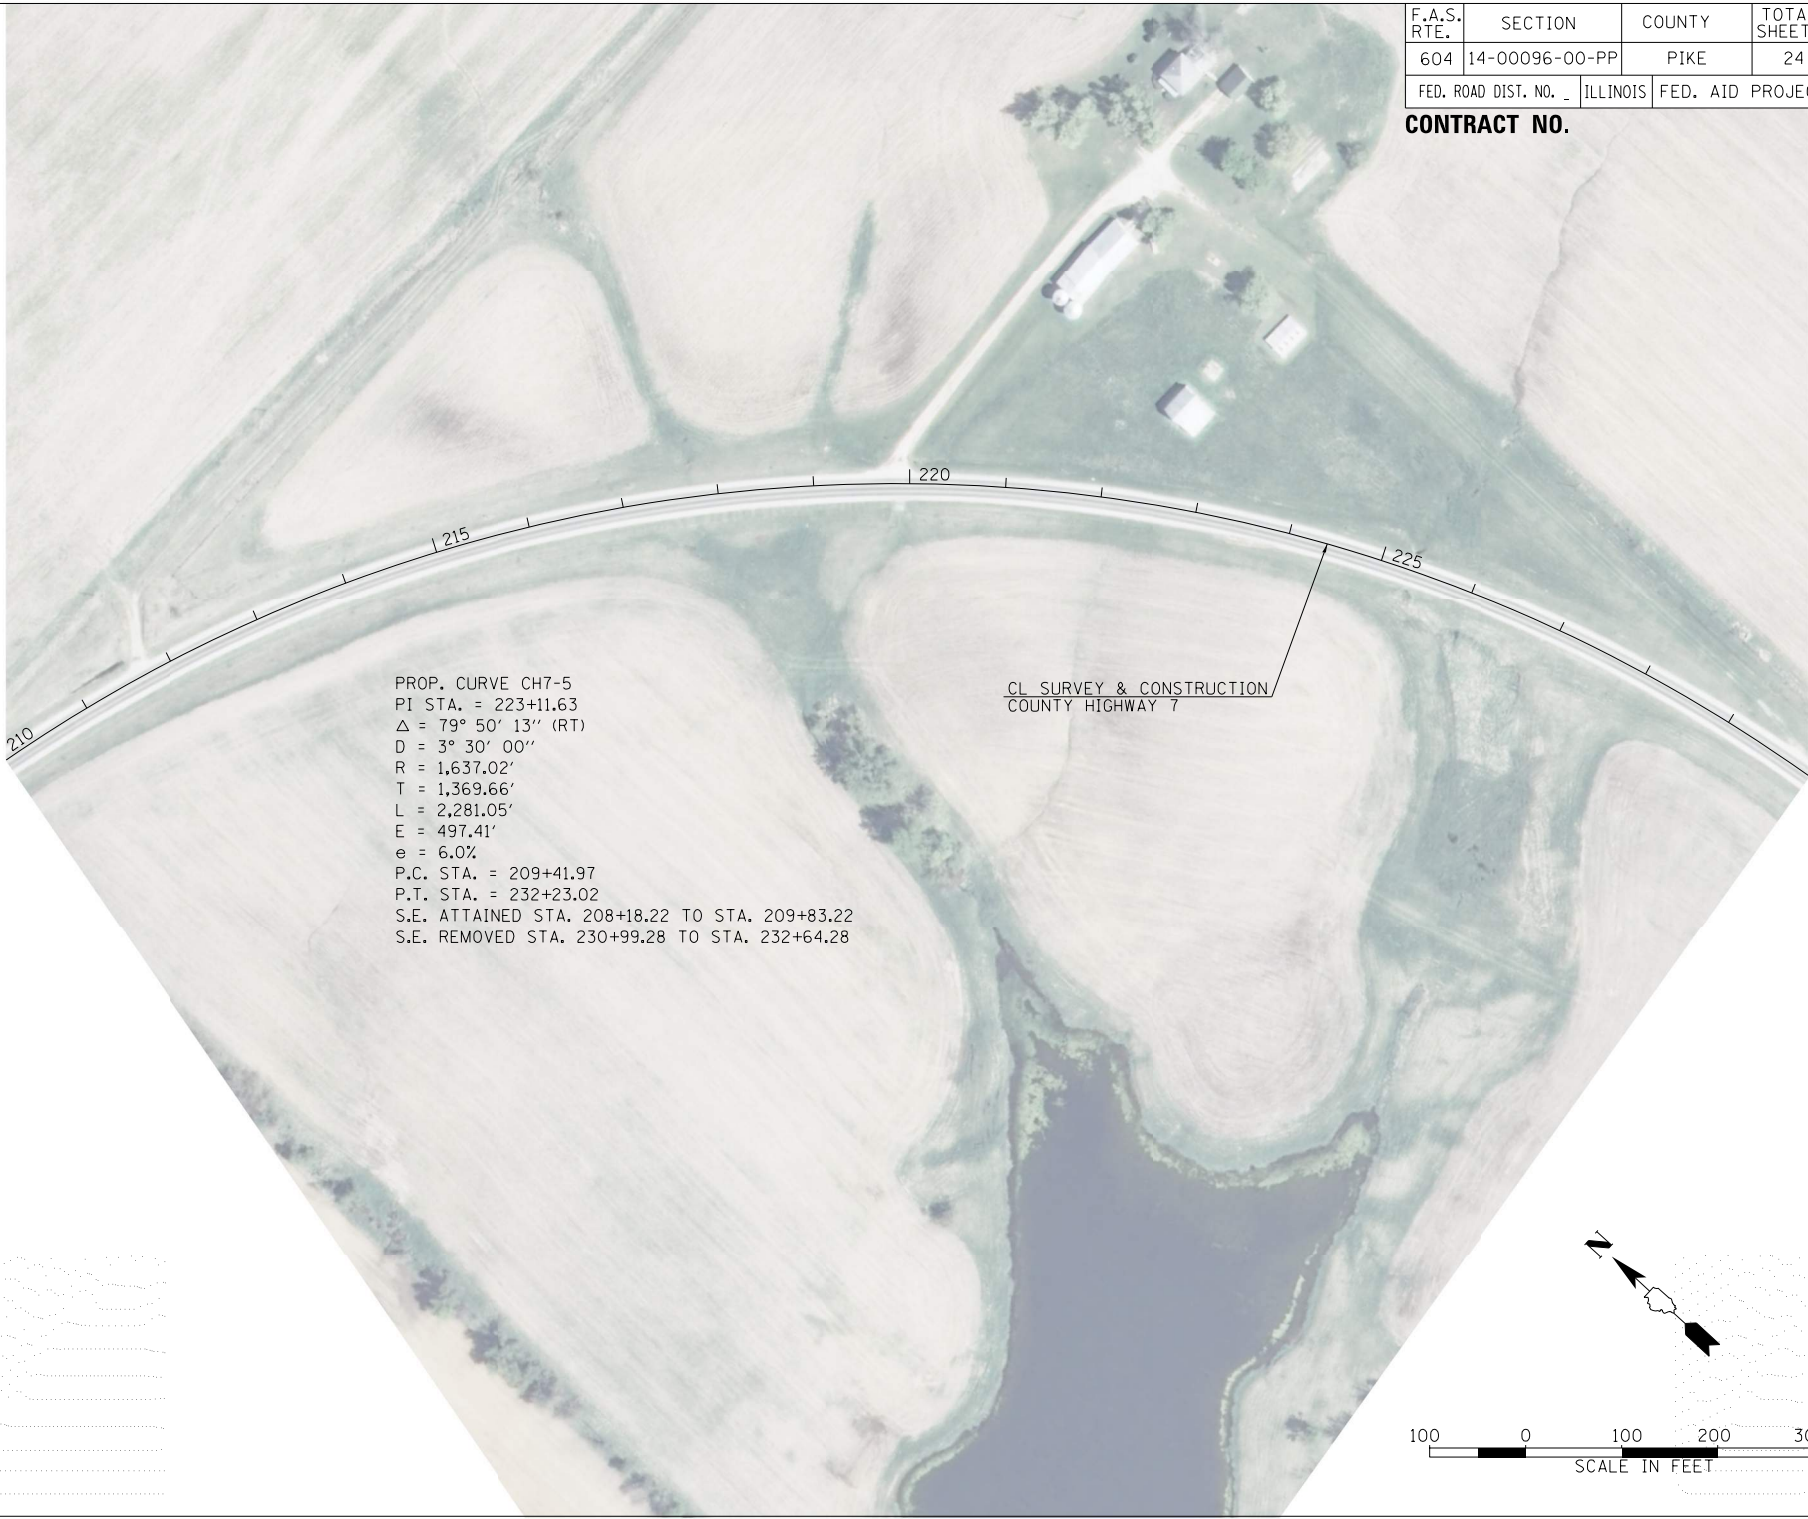 F.A.S. RTE. SECTION COUNTY
604 14-00096-00-PP PIKE 24
FED. ROAD DIST. NO. _ ILLINOIS FED. AID
CONTRACT NO.
220
215
225
210
PROP. CURVE CH7-5
PI STA. = 223+11.63
Δ = 79° 50' 13'' (RT)
D = 3° 30' 00''
R = 1,637.02'
T = 1,369.66'
L = 2,281.05'
E = 497.41'
e = 6.0%
P.C. STA. = 209+41.97
P.T. STA. = 232+23.02
S.E. ATTAINED STA. 208+18.22 TO STA. 209+83.22
S.E. REMOVED STA. 230+99.28 TO STA. 232+64.28
CL SURVEY & CONSTRUCTION
COUNTY HIGHWAY 7
N
100 0 100 200
SCALE IN FEET